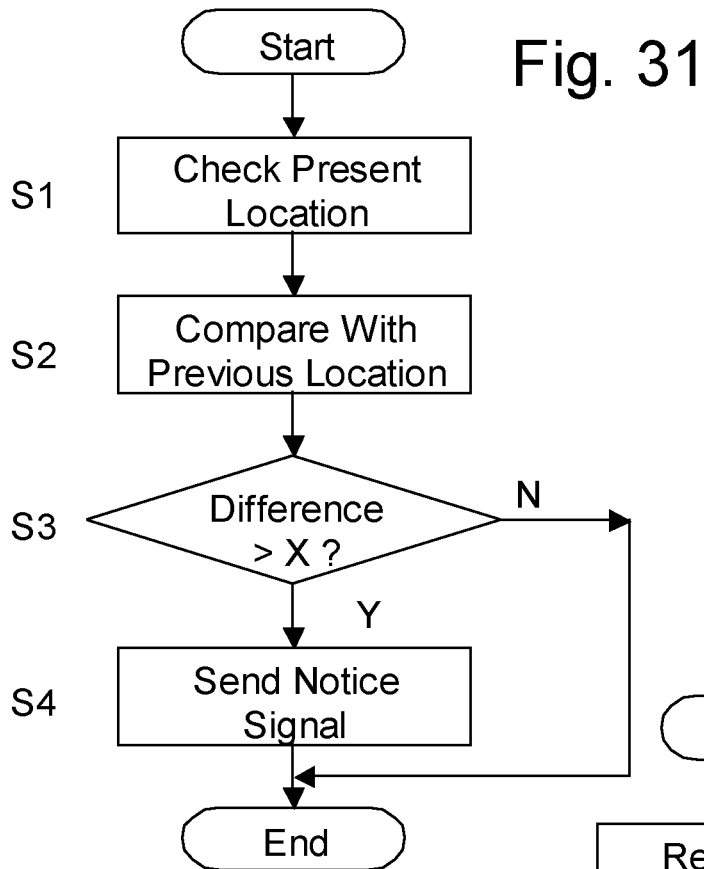 Start
Fig. 31
S1
Check Present
Location
S2
Compare With
Previous Location
S3
Difference
> X ?
N
Y
S4
Send Notice
Signal
End